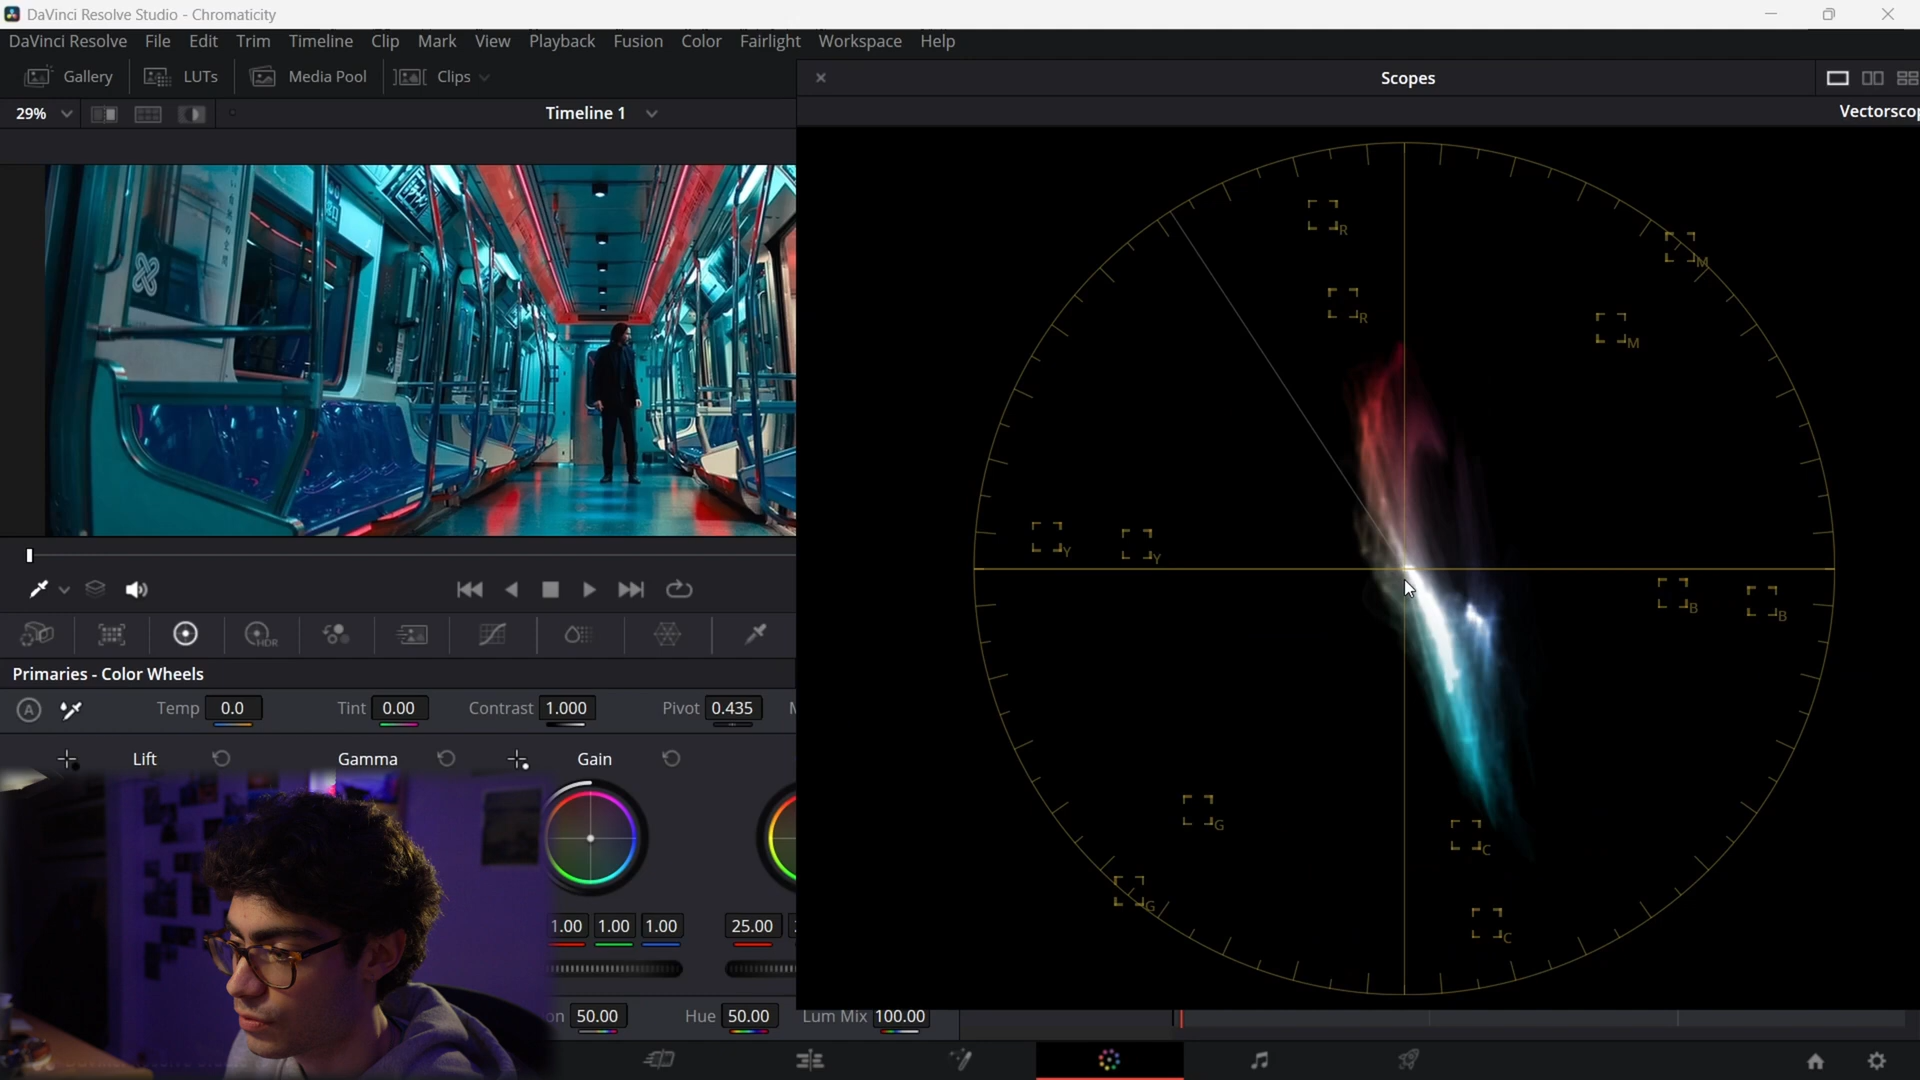 DaVinci Resolve Studio - Chromaticity
DaVinci Resolve File Edit Trim Timeline Clip Mark View Playback Fusion Color Fairlight Workspace Help
Gallery LUTs Media Pool Clips
Scopes
29% Timeline 1
Vectorscop
R
M
R
M
Y
Y
B
B
HDR
Primaries - Color Wheels
A Temp 0.0 Tint 0.00 Contrast 1.000 Pivot 0.435 M
Lift Gamma Gain
G
C
G
C
1.00 1.00 1.00 25.00
on 50.00 Hue 50.00 Lum Mix 100.00